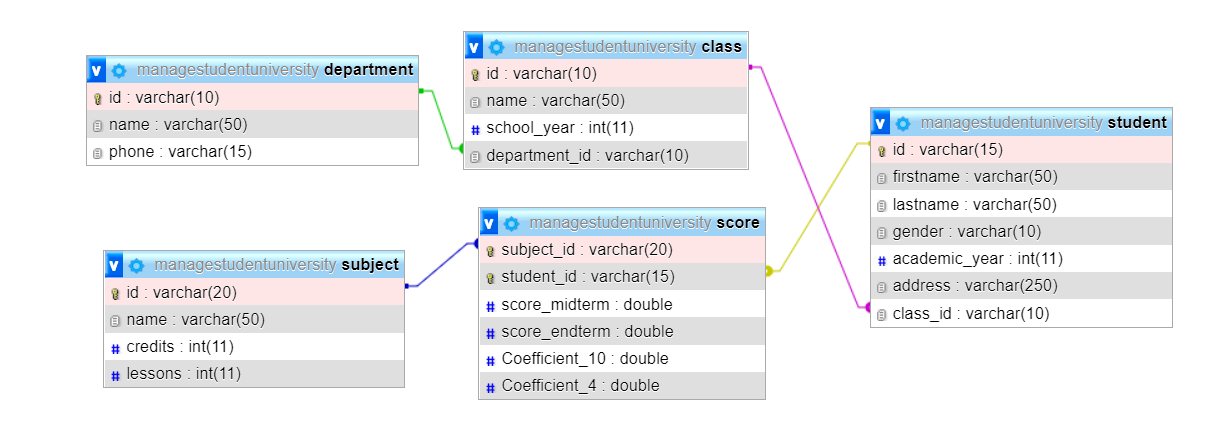 managestudentuniversity department
id : varchar(10)
name : varchar(50)
phone : varchar(15)
managestudentuniversity class
id : varchar(10)
name : varchar(50)
# school_year : int(11)
department_id : varchar(10)
managestudentuniversity student
id : varchar(15)
firstname : varchar(50)
lastname : varchar(50)
gender : varchar(10)
# academic_year : int(11)
address : varchar(250)
class_id : varchar(10)
managestudentuniversity subject
id : varchar(20)
name : varchar(50)
# credits : int(11)
# lessons : int(11)
managestudentuniversity score
subject_id : varchar(20)
student_id : varchar(15)
# score_midterm : double
# score_endterm : double
# Coefficient_10 : double
# Coefficient_4 : double